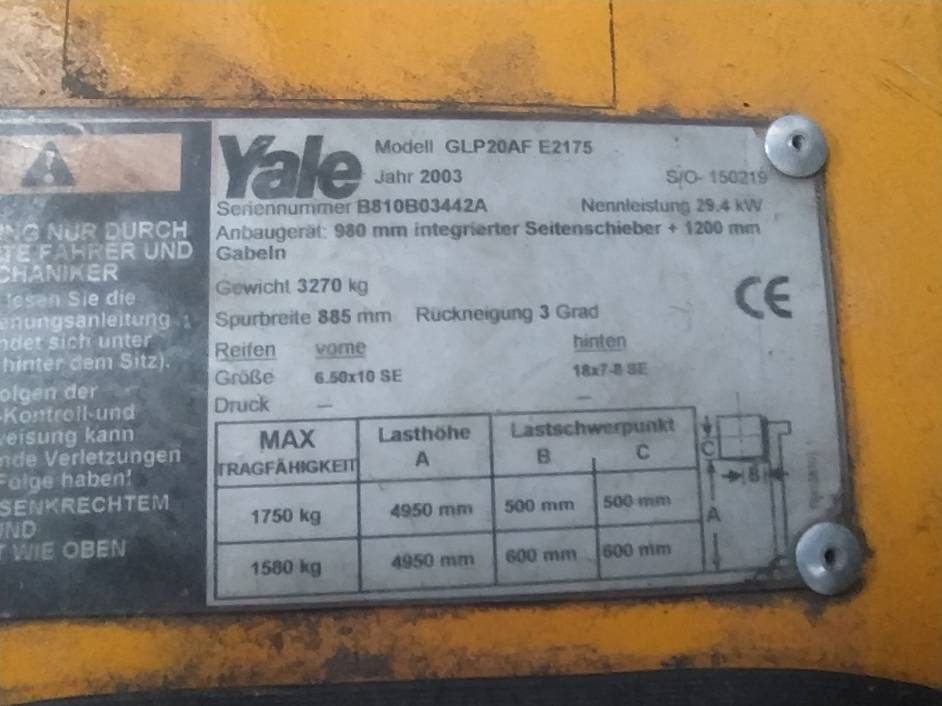 NG NUR DURCH
TE FAHRER UND
CHANIKER
lesen Sie die
enungsanleitung
ndet sich unter
hinter dem Sitz).
olgen der
-Kontroll-und
eisung kann
nde Verletzungen
Folge haben!
SENKRECHTEM
UND
T WIE OBEN
Yale
Modell GLP20AF E2175
Jahr 2003 S/O- 150219
Seriennummer B810B03442A Nennleistung 29.4 kW
Anbaugerät: 980 mm integrierter Seitenschieber + 1200 mm
Gabeln
Gewicht 3270 kg
CE
Spurbreite 885 mm Rückneigung 3 Grad
Reifen vorne hinten
Größe 6.50x10 SE 18x7-8 SE
Druck — —
MAX TRAGFÄHIGKEIT Lasthöhe A Lastschwerpunkt B C
1750 kg 4950 mm 500 mm 500 mm
1580 kg 4950 mm 600 mm 600 mm
C
B
A